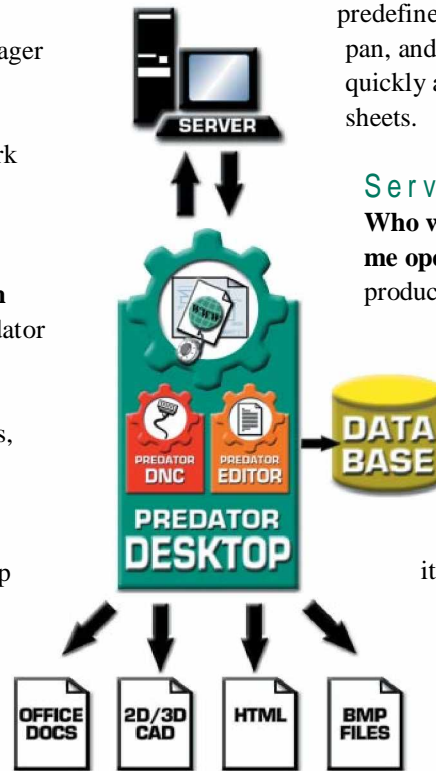 ager
rk
n
dator
s,
p
predefine
pan, and
quickly a
sheets.
Serv
Who w
me ope
produc
it
SERVER
WWW
PREDATOR
DNC
PREDATOR
EDITOR
DATA
BASE
PREDATOR
DESKTOP
OFFICE
DOCS
2D/3D
CAD
HTML
BMP
FILES